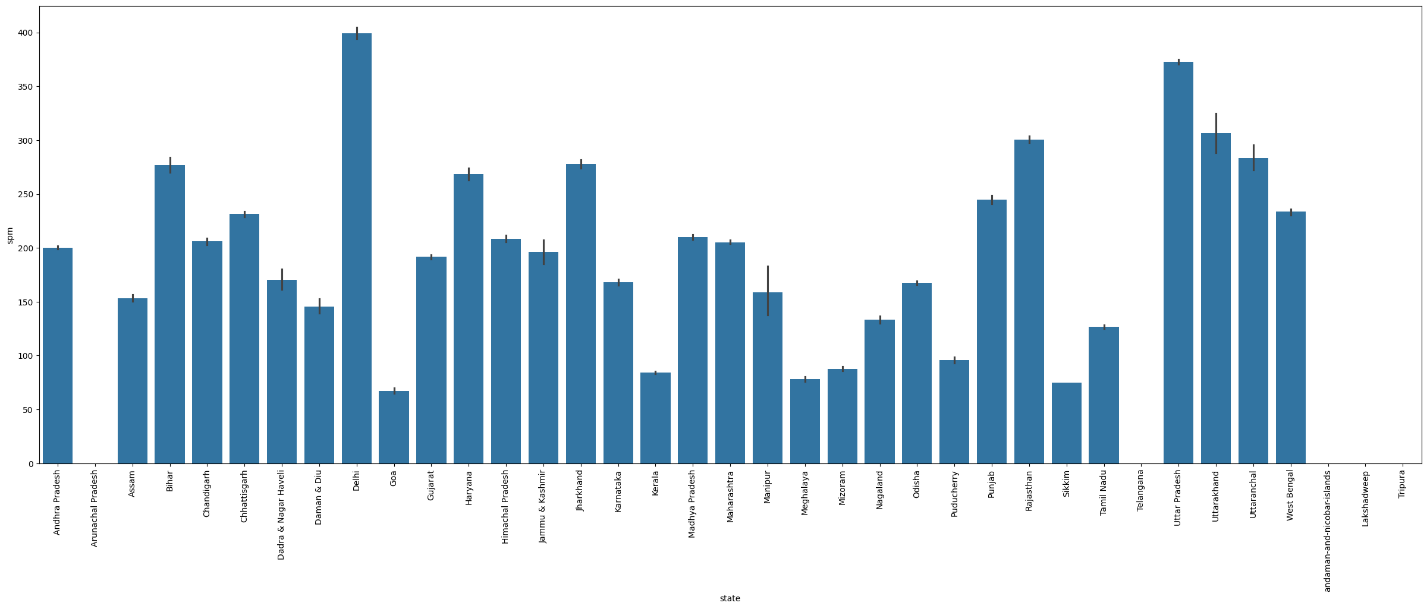 400
350
300
250
200
150
100
50
0
spm
Andhra Pradesh
Arunachal Pradesh
Assam
Bihar
Chandigarh
Chhattisgarh
Dadra & Nagar Haveli
Daman & Diu
Delhi
Goa
Gujarat
Haryana
Himachal Pradesh
Jammu & Kashmir
Jharkhand
Karnataka
Kerala
Madhya Pradesh
Maharashtra
Manipur
Meghalaya
Mizoram
Nagaland
Odisha
Puducherry
Punjab
Rajasthan
Sikkim
Tamil Nadu
Telangana
Uttar Pradesh
Uttarakhand
Uttaranchal
West Bengal
andaman-and-nicobar-islands
Lakshadweep
Tripura
state